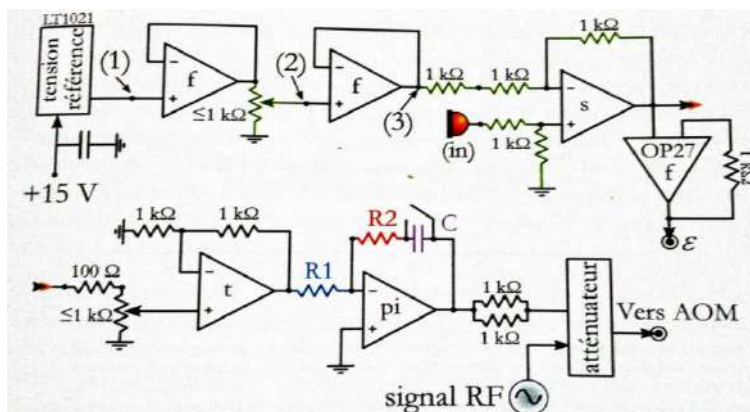 LT1021
tension
référence
(1)
f
≤1 kΩ
(2)
f
(3)
1 kΩ
1 kΩ
1 kΩ
s
(in)
1 kΩ
1 kΩ
OP27
f
1 kΩ
ε
+15 V
1 kΩ
1 kΩ
100 Ω
≤1 kΩ
t
R1
R2
C
pi
1 kΩ
1 kΩ
atténuateur
Vers AOM
signal RF